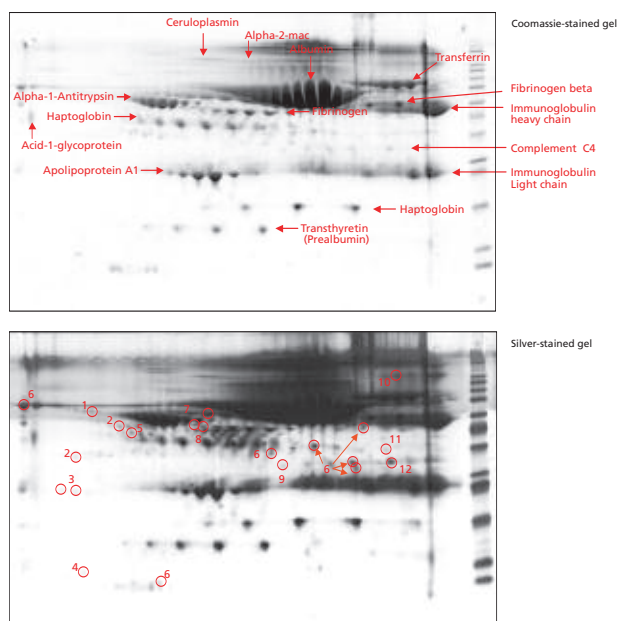 Coomassie-stained gel
Ceruloplasmin
Alpha-2-mac
Albumin
Transferrin
Alpha-1-Antitrypsin
Fibrinogen beta
Haptoglobin
Fibrinogen
Immunoglobulin
heavy chain
Acid-1-glycoprotein
Complement C4
Apolipoprotein A1
Immunoglobulin
Light chain
Haptoglobin
Transthyretin
(Prealbumin)
Silver-stained gel
10
6
1
2
5
8
11
2
6
6
9
12
3
4
6